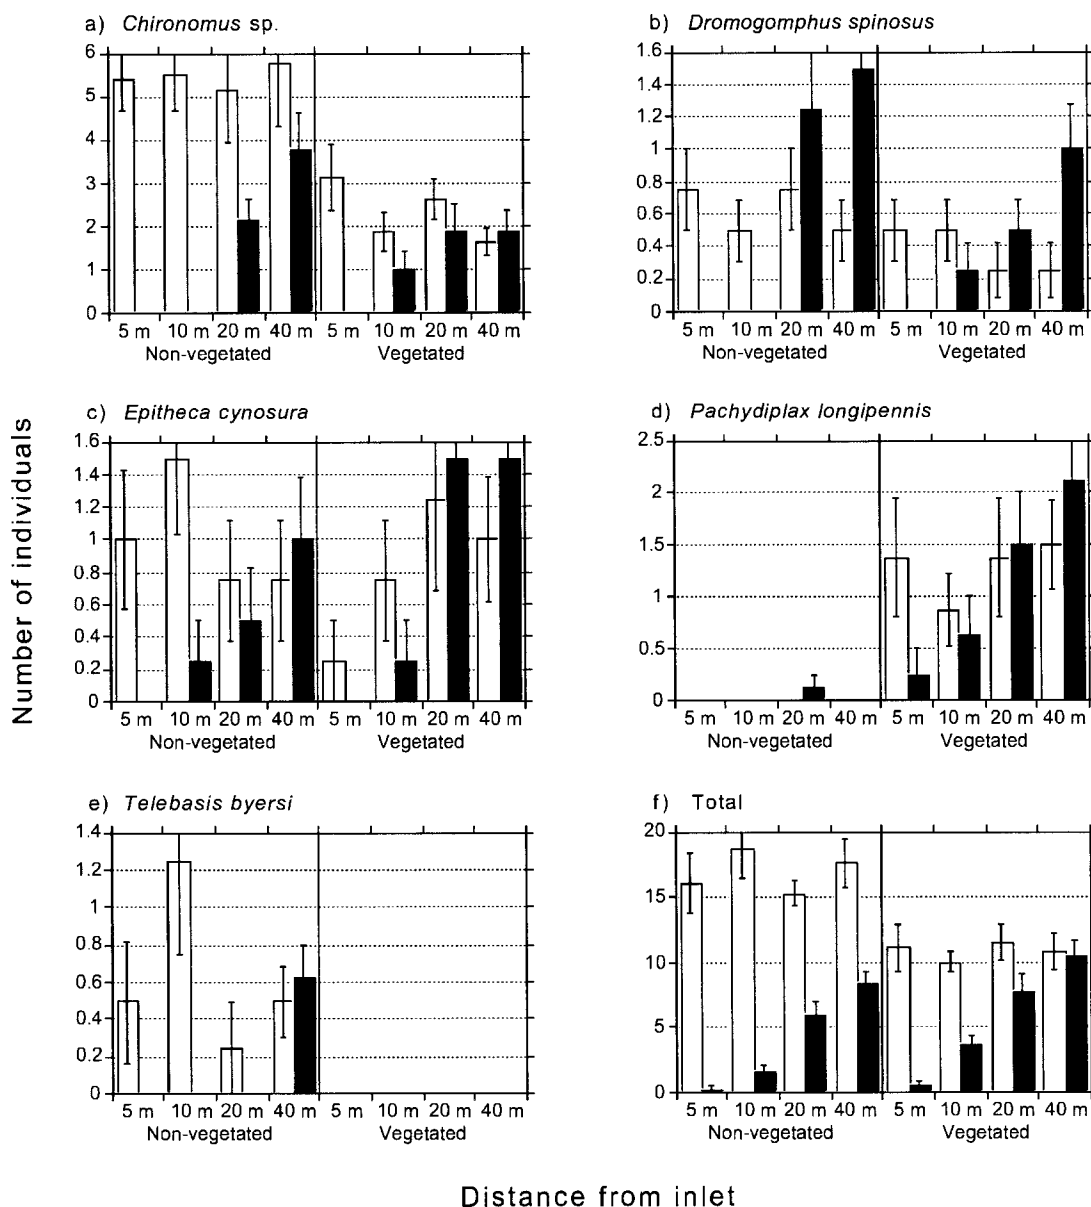 a) Chironomus sp.
6
5
4
3
2
1
0
5 m 10 m 20 m 40 m 5 m 10 m 20 m 40 m
Non-vegetated Vegetated
b) Dromogomphus spinosus
1.6
1.4
1.2
1
0.8
0.6
0.4
0.2
0
5 m 10 m 20 m 40 m 5 m 10 m 20 m 40 m
Non-vegetated Vegetated
Number of individuals
c) Epitheca cynosura
1.6
1.4
1.2
1
0.8
0.6
0.4
0.2
0
5 m 10 m 20 m 40 m 5 m 10 m 20 m 40 m
Non-vegetated Vegetated
d) Pachydiplax longipennis
2.5
2
1.5
1
0.5
0
5 m 10 m 20 m 40 m 5 m 10 m 20 m 40 m
Non-vegetated Vegetated
e) Telebasis byersi
1.4
1.2
1
0.8
0.6
0.4
0.2
0
5 m 10 m 20 m 40 m 5 m 10 m 20 m 40 m
Non-vegetated Vegetated
f) Total
20
15
10
5
0
5 m 10 m 20 m 40 m 5 m 10 m 20 m 40 m
Non-vegetated Vegetated
Distance from inlet